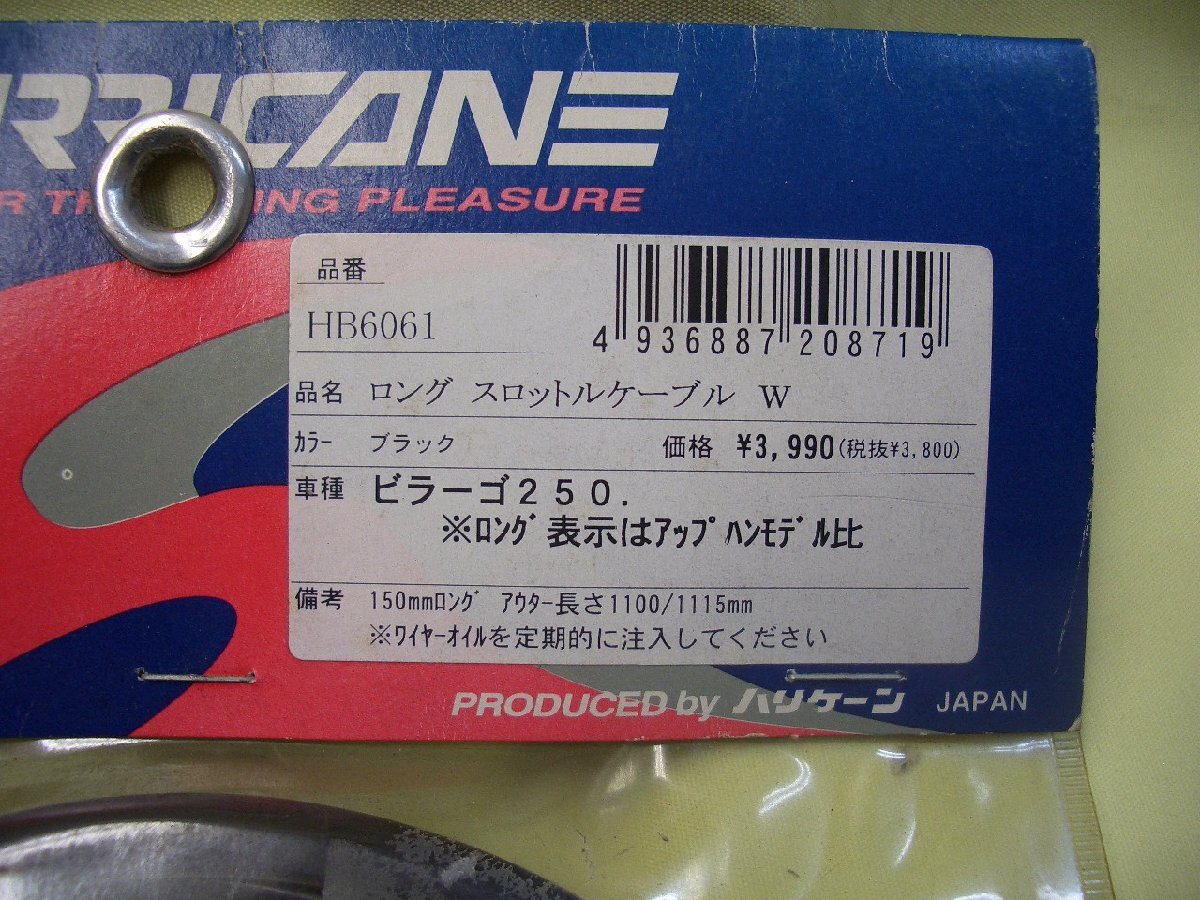 RRICANE
R TH ING PLEASURE
品番
HB6061
4 936887 208719
品名 ロング スロットルケーブル W
ｶﾗｰ ブラック 価格 ¥3,990(税抜¥3,800)
車種 ビラーゴ250.
※ﾛﾝｸﾞ表示はｱｯﾌﾟﾊﾝﾓﾃﾞﾙ比
備考 150mmﾛﾝｸﾞ ｱｳﾀｰ長さ1100/1115mm
※ﾜｲﾔｰｵｲﾙを定期的に注入してください
PRODUCED by ハリケーン JAPAN